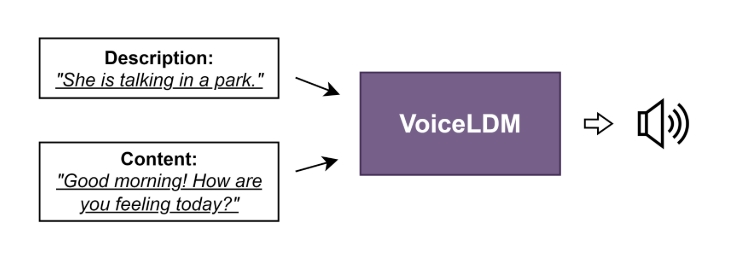 Description:
"She is talking in a park."
Content:
"Good morning! How are
you feeling today?"
VoiceLDM